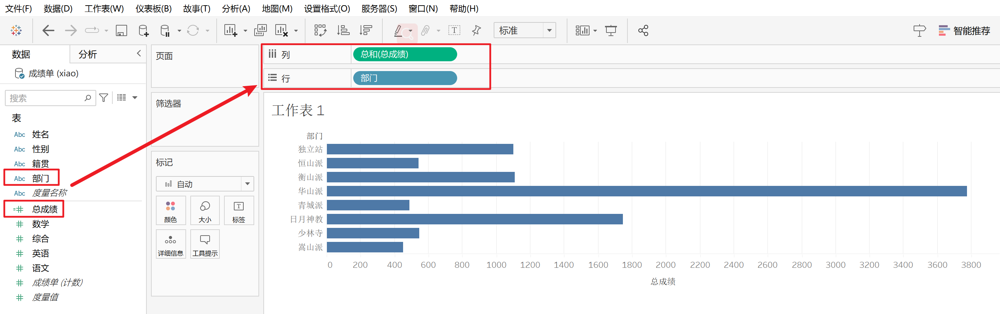 文件(F) 数据(D) 工作表(W) 仪表板(B) 故事(T) 分析(A) 地图(M) 设置格式(O) 服务器(S) 窗口(N) 帮助(H)
标准
智能推荐
数据 分析
成绩单 (xiao)
搜索
表
Abc 姓名
Abc 性别
Abc 籍贯
Abc 部门
Abc 度量名称
总成绩
数学
综合
英语
语文
成绩单 (计数)
度量值
页面
筛选器
标记
自动
颜色 大小 标签
详细信息 工具提示
列 总和(总成绩)
行 部门
工作表 1
部门
独立站
恒山派
衡山派
华山派
青城派
日月神教
少林寺
嵩山派
0 200 400 600 800 1000 1200 1400 1600 1800 2000 2200 2400 2600 2800 3000 3200 3400 3600 3800
总成绩